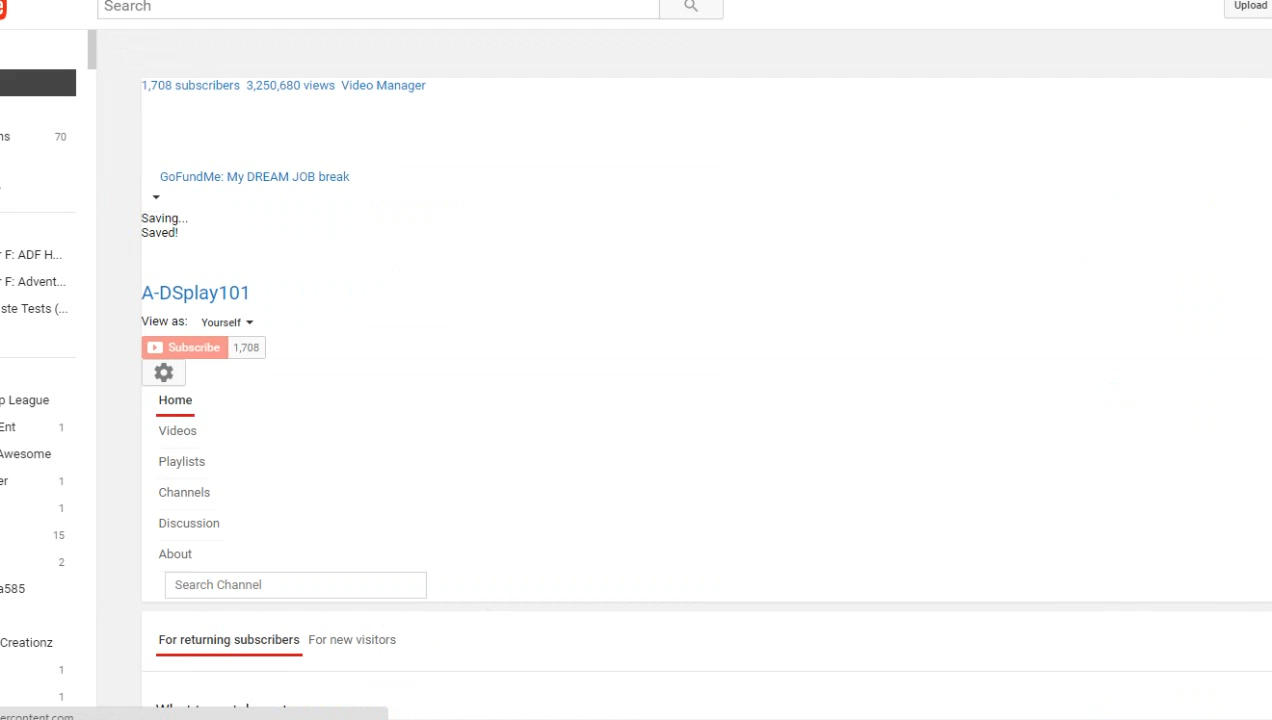 Search
Upload
1,708 subscribers 3,250,680 views Video Manager
ns 70
GoFundMe: My DREAM JOB break
Saving...
Saved!
r F: ADF H...
r F: Advent...
ste Tests (...
A-DSplay101
View as: Yourself
Subscribe 1,708
Home
p League
Ent 1
Videos
Awesome
Playlists
er 1
Channels
1
Discussion
15
About
2
Search Channel
a585
For returning subscribers For new visitors
Creationz
1
1
ercontent.com